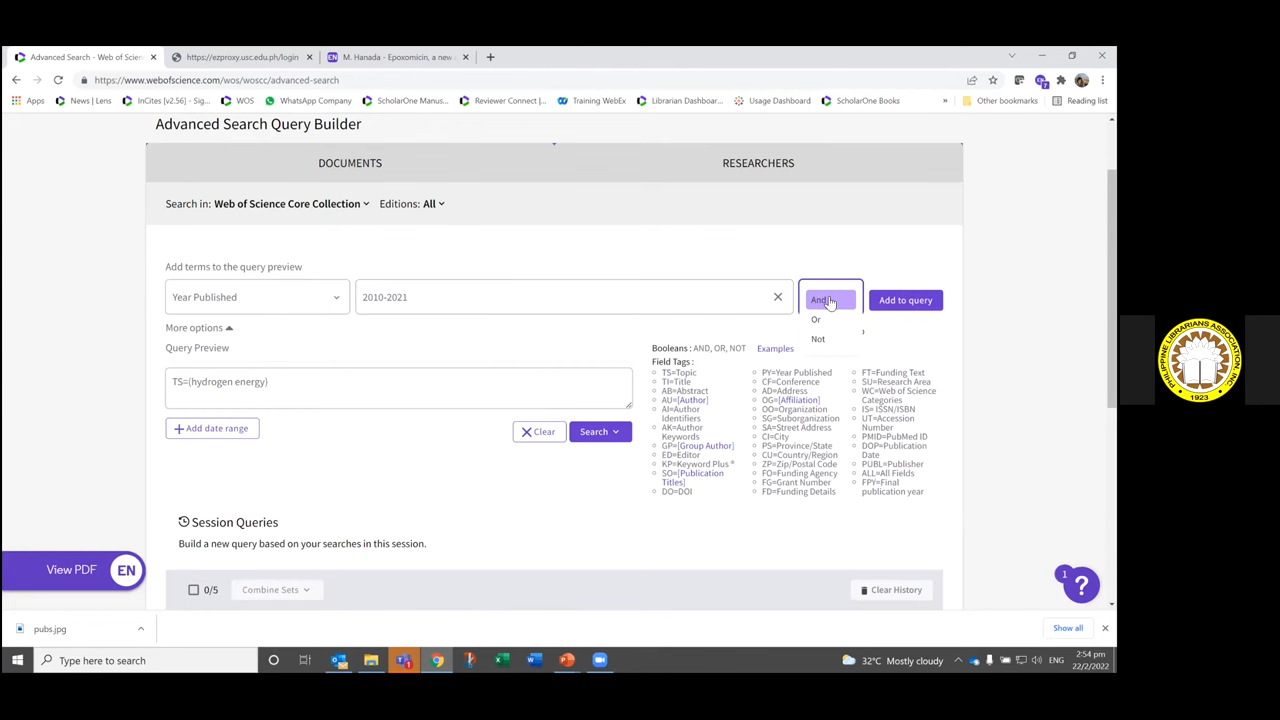 Advanced Search - Web of Scien
https://ezproxy.usc.edu.ph/login
EN M. Hanada - Epoxomicin, a new
https://www.webofscience.com/wos/woscc/advanced-search
Apps
News | Lens
InCites [v2.56] - Sig...
WOS
WhatsApp Company
ScholarOne Manus...
Reviewer Connect |...
Training WebEx
Librarian Dashboar...
Usage Dashboard
ScholarOne Books
»
Other bookmarks
Reading list
Advanced Search Query Builder
DOCUMENTS
RESEARCHERS
Search in: Web of Science Core Collection
Editions: All
Add terms to the query preview
Year Published
2010-2021
And
Or
Not
Add to query
More options
Query Preview
TS=(hydrogen energy)
+ Add date range
Clear
Search
Booleans : AND, OR, NOT
Examples
Field Tags :
TS=Topic
TI=Title
AB=Abstract
AU=[Author]
AI=Author
Identifiers
AK=Author
Keywords
GP=[Group Author]
ED=Editor
KP=Keyword Plus ®
SO=[Publication
Titles]
DO=DOI
PY=Year Published
CF=Conference
AD=Address
OG=[Affiliation]
OO=Organization
SG=Suborganization
SA=Street Address
CI=City
PS=Province/State
CU=Country/Region
ZP=Zip/Postal Code
FO=Funding Agency
FG=Grant Number
FD=Funding Details
FT=Funding Text
SU=Research Area
WC=Web of Science
Categories
IS= ISSN/ISBN
UT=Accession
Number
PMID=PubMed ID
DOP=Publication
Date
PUBL=Publisher
ALL=All Fields
FPY=Final
publication year
Session Queries
Build a new query based on your searches in this session.
View PDF EN
0/5
Combine Sets
Clear History
1
?
pubs.jpg
Show all
Type here to search
32°C Mostly cloudy
ENG
2:54 pm
22/2/2022
PHILIPPINE LIBRARIANS ASSOCIATION, INC.
1923